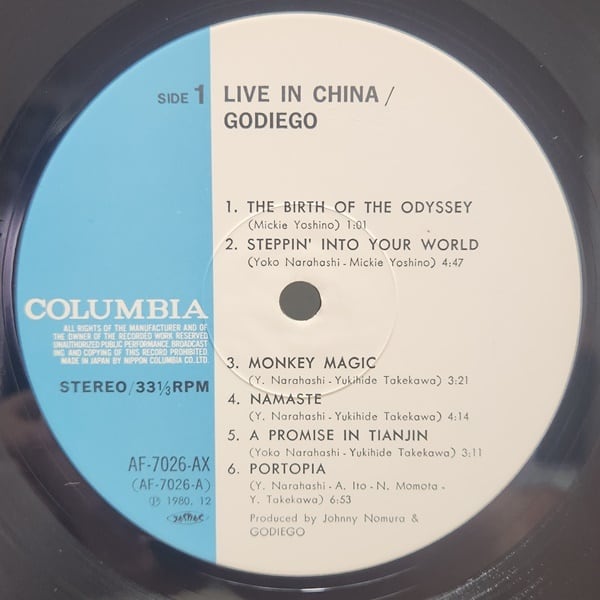 SIDE 1
LIVE IN CHINA /
GODIEGO
1. THE BIRTH OF THE ODYSSEY
(Mickie Yoshino) 1:01
2. STEPPIN' INTO YOUR WORLD
(Yoko Narahashi - Mickie Yoshino) 4:47
COLUMBIA
ALL RIGHTS OF THE MANUFACTURER AND OF
THE OWNER OF THE RECORDED WORK RESERVED
UNAUTHORIZED PUBLIC PERFORMANCE, BROADCAST
ING AND COPYING OF THIS RECORD PROHIBITED
MADE IN JAPAN BY NIPPON COLUMBIA CO., LTD.
STEREO/33⅓RPM
3. MONKEY MAGIC
(Y. Narahashi - Yukihide Takekawa) 3:21
4. NAMASTE
(Y. Narahashi - Yukihide Takekawa) 4:14
5. A PROMISE IN TIANJIN
(Yoko Narahashi - Yukihide Takekawa) 3:11
6. PORTOPIA
(Y. Narahashi - A. Ito - N. Momota -
Y. Takekawa) 6:53
Produced by Johnny Nomura &
GODIEGO
AF-7026-AX
(AF-7026-A)
Ⓟ 1980. 12
JASRAC